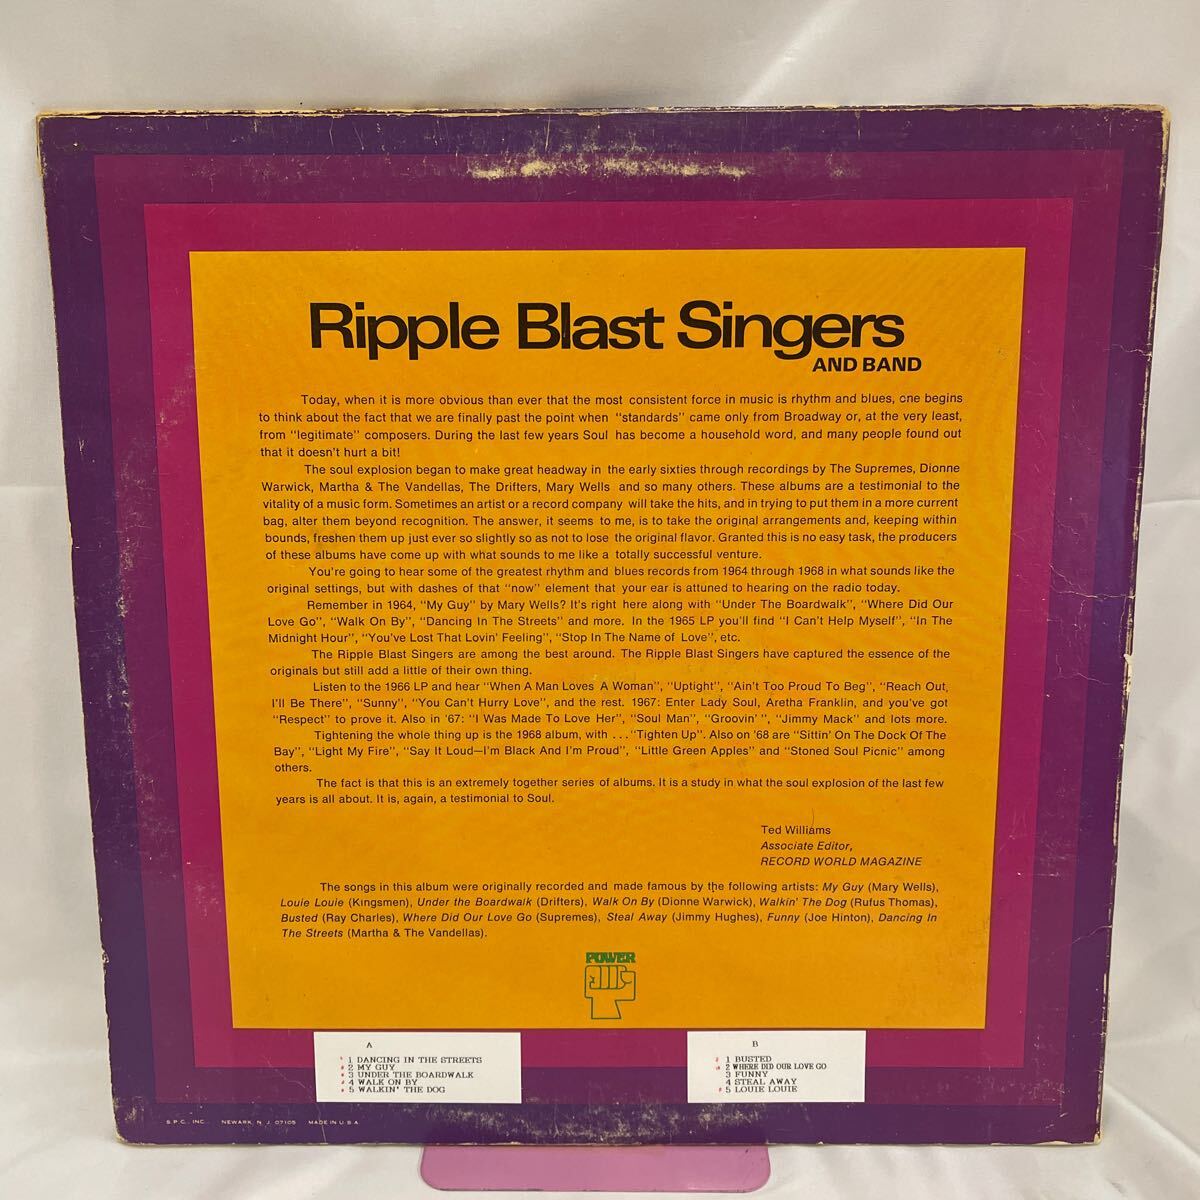 Ripple Blast Singers
AND BAND
Today, when it is more obvious than ever that the most consistent force in music is rhythm and blues, one begins
to think about the fact that we are finally past the point when "standards" came only from Broadway or, at the very least,
from "legitimate" composers. During the last few years Soul has become a household word, and many people found out
that it doesn't hurt a bit!
The soul explosion began to make great headway in the early sixties through recordings by The Supremes, Dionne
Warwick, Martha & The Vandellas, The Drifters, Mary Wells and so many others. These albums are a testimonial to the
vitality of a music form. Sometimes an artist or a record company will take the hits, and in trying to put them in a more current
bag, alter them beyond recognition. The answer, it seems to me, is to take the original arrangements and, keeping within
bounds, freshen them up just ever so slightly so as not to lose the original flavor. Granted this is no easy task, the producers
of these albums have come up with what sounds to me like a totally successful venture.
You're going to hear some of the greatest rhythm and blues records from 1964 through 1968 in what sounds like the
original settings, but with dashes of that "now" element that your ear is attuned to hearing on the radio today.
Remember in 1964, "My Guy" by Mary Wells? It's right here along with "Under The Boardwalk", "Where Did Our
Love Go", "Walk On By", "Dancing In The Streets" and more. In the 1965 LP you'll find "I Can't Help Myself", "In The
Midnight Hour", "You've Lost That Lovin' Feeling", "Stop In The Name of Love", etc.
The Ripple Blast Singers are among the best around. The Ripple Blast Singers have captured the essence of the
originals but still add a little of their own thing.
Listen to the 1966 LP and hear "When A Man Loves A Woman", "Uptight", "Ain't Too Proud To Beg", "Reach Out,
I'll Be There", "Sunny", "You Can't Hurry Love", and the rest. 1967: Enter Lady Soul, Aretha Franklin, and you've got
"Respect" to prove it. Also in '67: "I Was Made To Love Her", "Soul Man", "Groovin' ", "Jimmy Mack" and lots more.
Tightening the whole thing up is the 1968 album, with . . . "Tighten Up". Also on '68 are "Sittin' On The Dock Of The
Bay", "Light My Fire", "Say It Loud—I'm Black And I'm Proud", "Little Green Apples" and "Stoned Soul Picnic" among
others.
The fact is that this is an extremely together series of albums. It is a study in what the soul explosion of the last few
years is all about. It is, again, a testimonial to Soul.
Ted Williams
Associate Editor,
RECORD WORLD MAGAZINE
The songs in this album were originally recorded and made famous by the following artists: My Guy (Mary Wells),
Louie Louie (Kingsmen), Under the Boardwalk (Drifters), Walk On By (Dionne Warwick), Walkin' The Dog (Rufus Thomas),
Busted (Ray Charles), Where Did Our Love Go (Supremes), Steal Away (Jimmy Hughes), Funny (Joe Hinton), Dancing In
The Streets (Martha & The Vandellas).
POWER
A
* 1 DANCING IN THE STREETS
* 2 MY GUY
* 3 UNDER THE BOARDWALK
* 4 WALK ON BY
* 5 WALKIN' THE DOG
B
* 1 BUSTED
* 2 WHERE DID OUR LOVE GO
3 FUNNY
4 STEAL AWAY
* 5 LOUIE LOUIE
S.P.C. INC. NEWARK, N. J. 07105 MADE IN U.S.A.